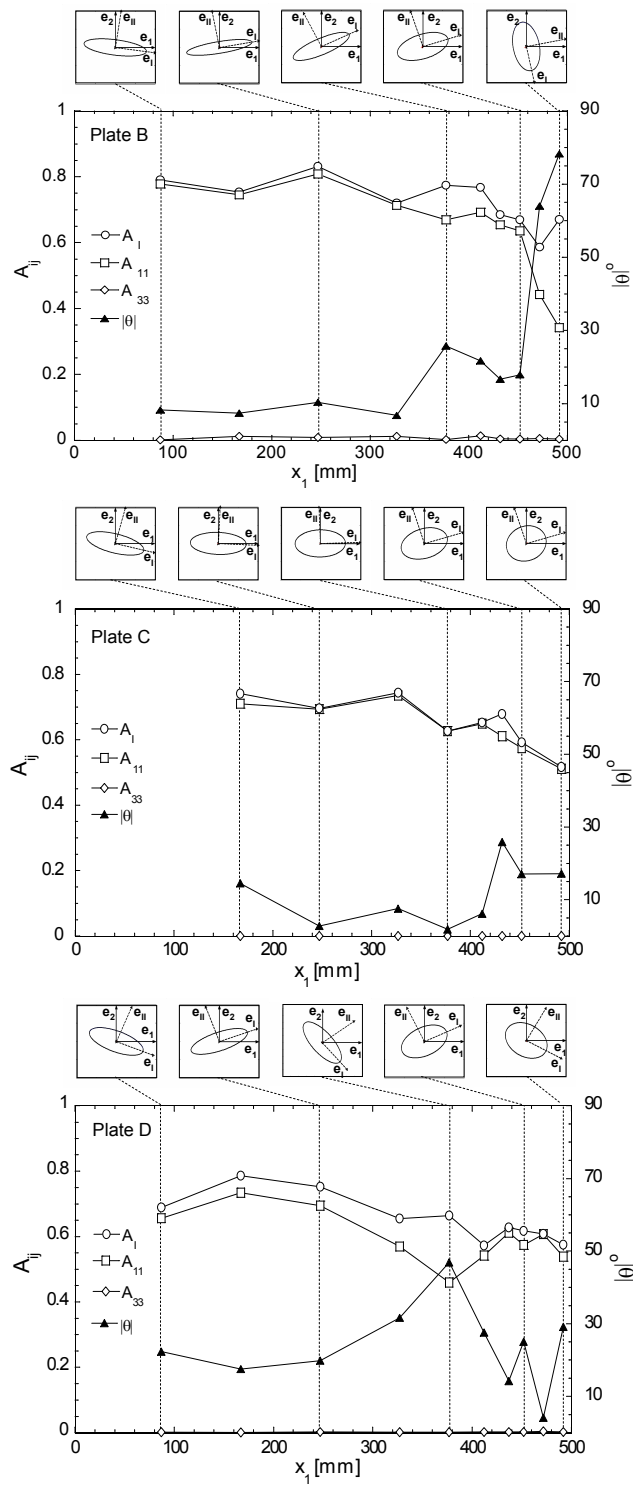 e2 eII e1 eI
e2 eII eI e1
eII e2 eI e1
eII e2 eI e1
e2 eII eI
Plate B
1
0.8
0.6
0.4
0.2
0
Aij
A I
A 11
A 33
|θ|
90
70
50
30
10
|θ|°
0 100 200 300 400 500
x1 [mm]
e2 eII e1 eI
e2 eII eI e1
e2 eII eI e1
eII e2 eI e1
eII e2 eI e1
Plate C
1
0.8
0.6
0.4
0.2
0
Aij
AI
A11
A33
|θ|
90
70
50
30
10
|θ|°
0 100 200 300 400 500
x1 [mm]
e2 eII e1 eI
eII e2 eI e1
e2 eII e1 eI
eII e2 eI e1
e2 eII e1 eI
Plate D
1
0.8
0.6
0.4
0.2
0
Aij
AI
A11
A33
|θ|
90
70
50
30
10
|θ|°
0 100 200 300 400 500
x1 [mm]